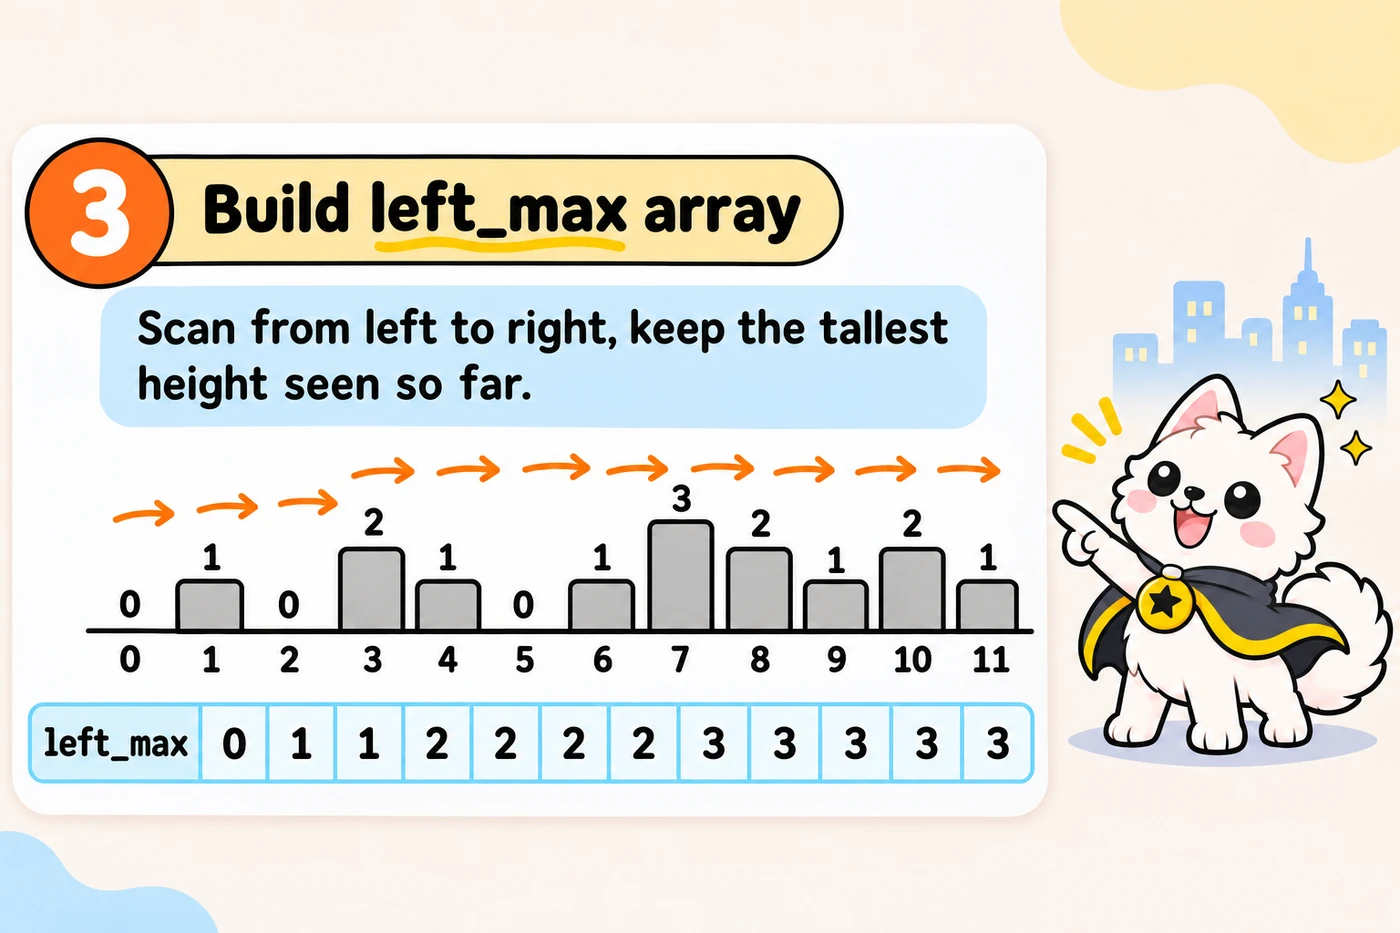 3
Build left_max array
Scan from left to right, keep the tallest
height seen so far.
0 1 0 2 1 0 1 3 2 1 2 1
0 1 2 3 4 5 6 7 8 9 10 11
left_max 0 1 1 2 2 2 2 3 3 3 3 3